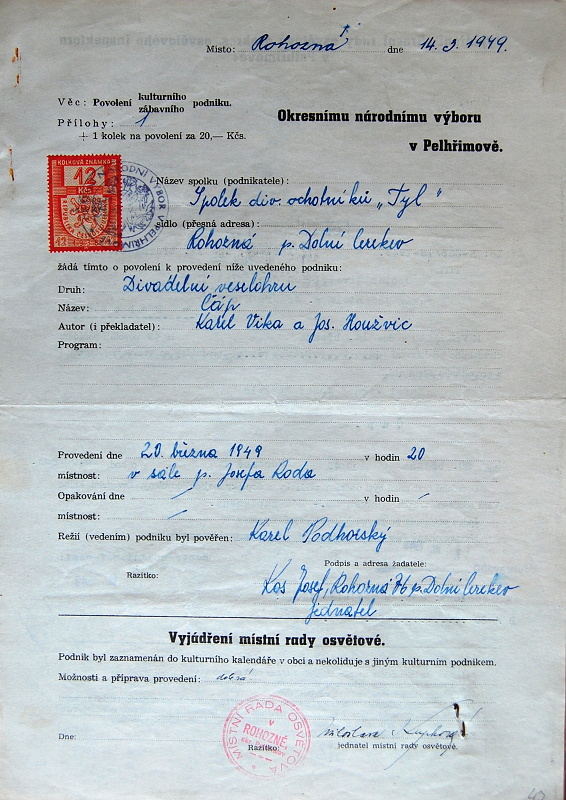 Místo: Rohozná dne 14. 3. 1949.
Věc: Povolení kulturního zábavního podniku.
Přílohy: 1
+ 1 kolek na povolení za 20,— Kčs.
Okresnímu národnímu výboru
v Pelhřimově.
KOLKOVÁ ZNÁMKA
12
Kčs
Název spolku (podnikatele):
Spolek div. ochotníků „Tyl"
sídlo (přesná adresa):
Rohozná p. Dolní Cerekev
žádá tímto o povolení k provedení níže uvedeného podniku:
Druh: Divadelní veselohru
Název: Čáp
Autor (i překladatel): Karel Vika a Jos. Houžvic
Program:
Provedení dne 20. března 1949 v hodin 20
místnost: v sále p. Josefa Roda
Opakování dne / v hodin /
místnost: /
Režií (vedením) podniku byl pověřen: Karel Podhorský
Podpis a adresa žadatele:
Razítko:
Kos Josef, Rohozná 76 p. Dolní Cerekev
jednatel
Vyjádření místní rady osvětové.
Podnik byl zaznamenán do kulturního kalendáře v obci a nekoliduje s jiným kulturním podnikem.
Možnosti a příprava provedení: dobrá
MÍSTNÍ RADA OSVĚTOVÁ
v
ROHOZNÉ
Dne: Razítko: jednatel místní rady osvětové.